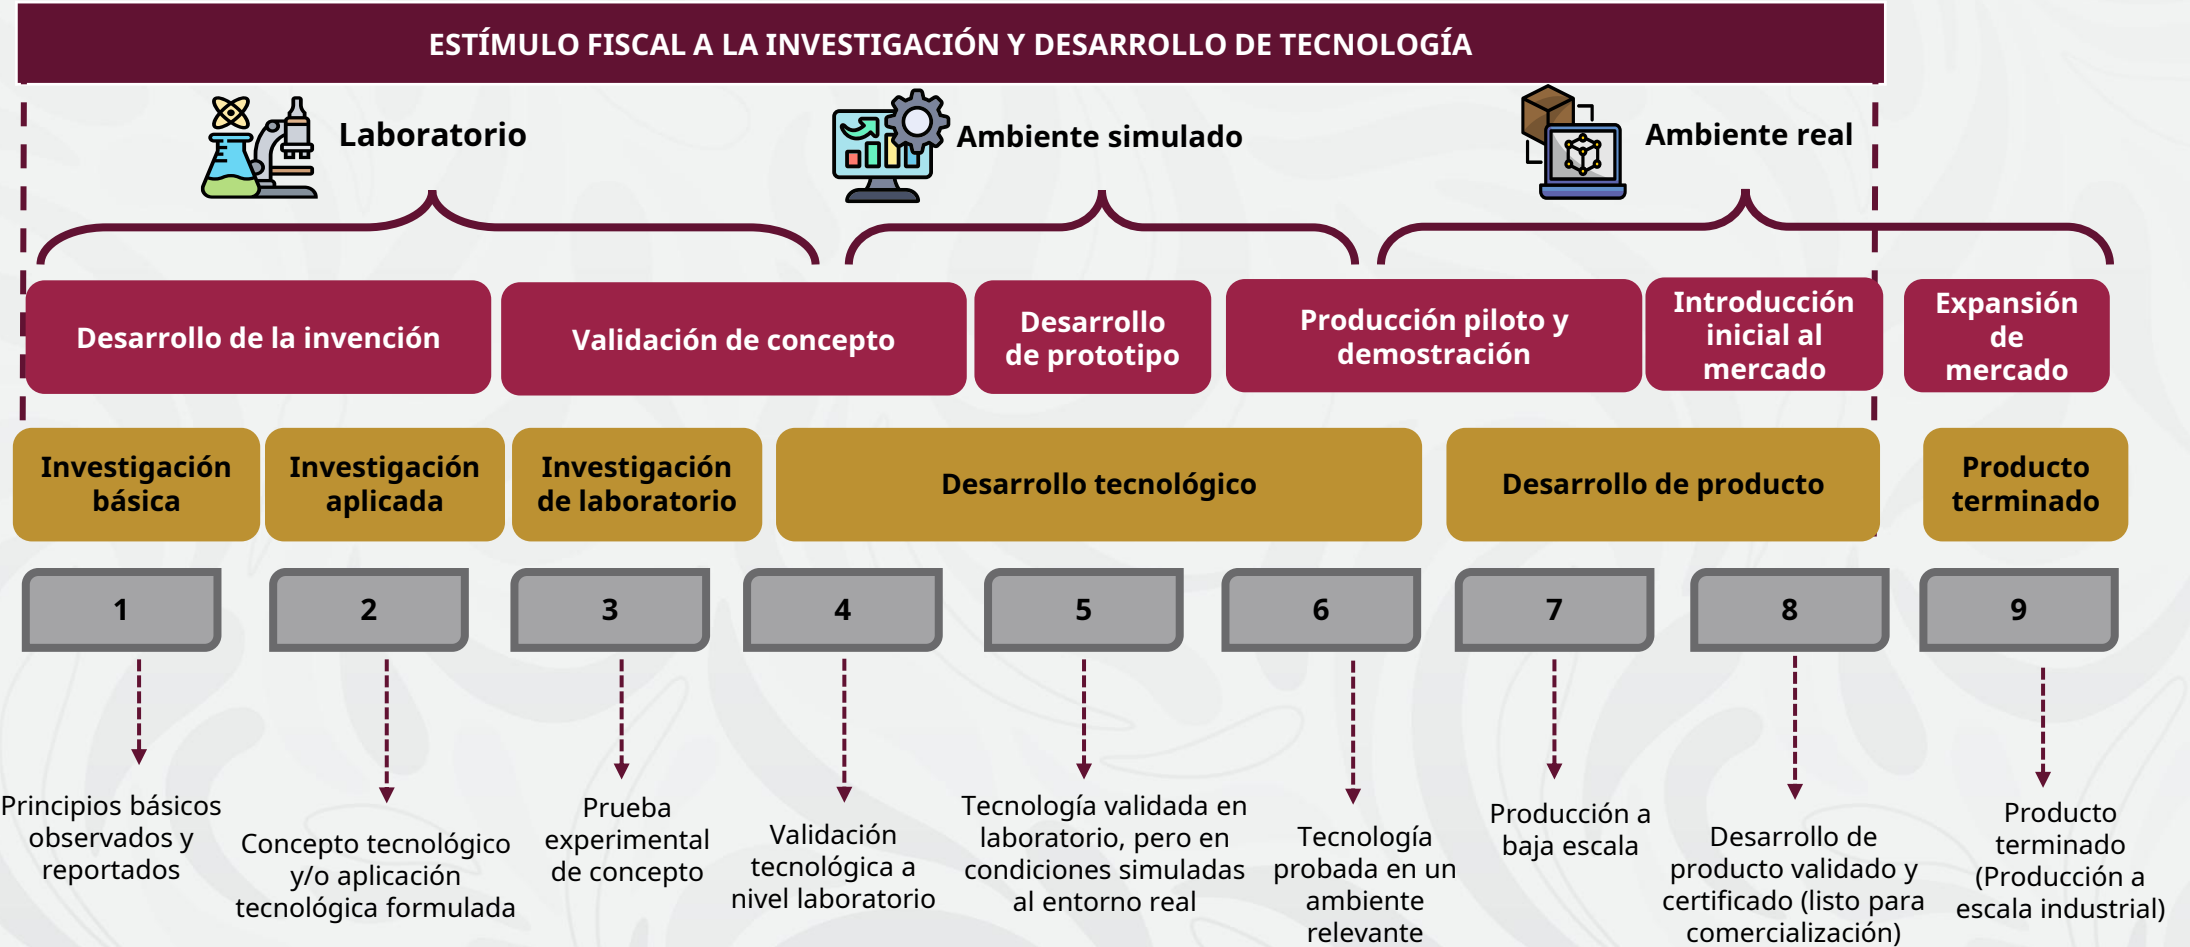 ESTÍMULO FISCAL A LA INVESTIGACIÓN Y DESARROLLO DE TECNOLOGÍA
Laboratorio
Ambiente simulado
Ambiente real
Desarrollo de la invención
Validación de concepto
Desarrollo
de prototipo
Producción piloto y
demostración
Introducción
inicial al
mercado
Expansión
de
mercado
Investigación
básica
Investigación
aplicada
Investigación
de laboratorio
Desarrollo tecnológico
Desarrollo de producto
Producto
terminado
1
2
3
4
5
6
7
8
9
Principios básicos
observados y
reportados
Concepto tecnológico
y/o aplicación
tecnológica formulada
Prueba
experimental
de concepto
Validación
tecnológica a
nivel laboratorio
Tecnología validada en
laboratorio, pero en
condiciones simuladas
al entorno real
Tecnología
probada en un
ambiente
relevante
Producción a
baja escala
Desarrollo de
producto validado y
certificado (listo para
comercialización)
Producto
terminado
(Producción a
escala industrial)